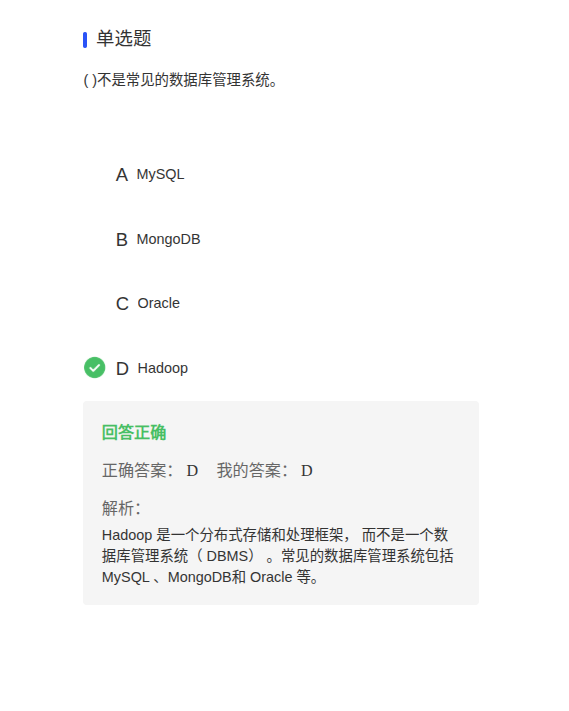 单选题
( )不是常见的数据库管理系统。
A MySQL
B MongoDB
C Oracle
D Hadoop
回答正确
正确答案： D 我的答案： D
解析：
Hadoop 是一个分布式存储和处理框架， 而不是一个数
据库管理系统（ DBMS） 。常见的数据库管理系统包括
MySQL 、MongoDB和 Oracle 等。